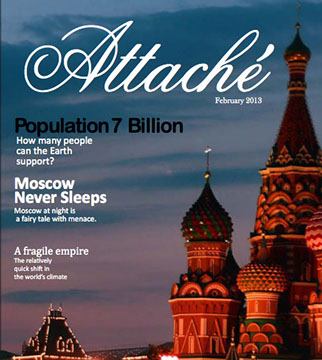 Attaché
February 2013
Population 7 Billion
How many people
can the Earth
support?
Moscow
Never Sleeps
Moscow at night is
a fairy tale with menace.
A fragile empire
The relatively
quick shift in
the world's climate